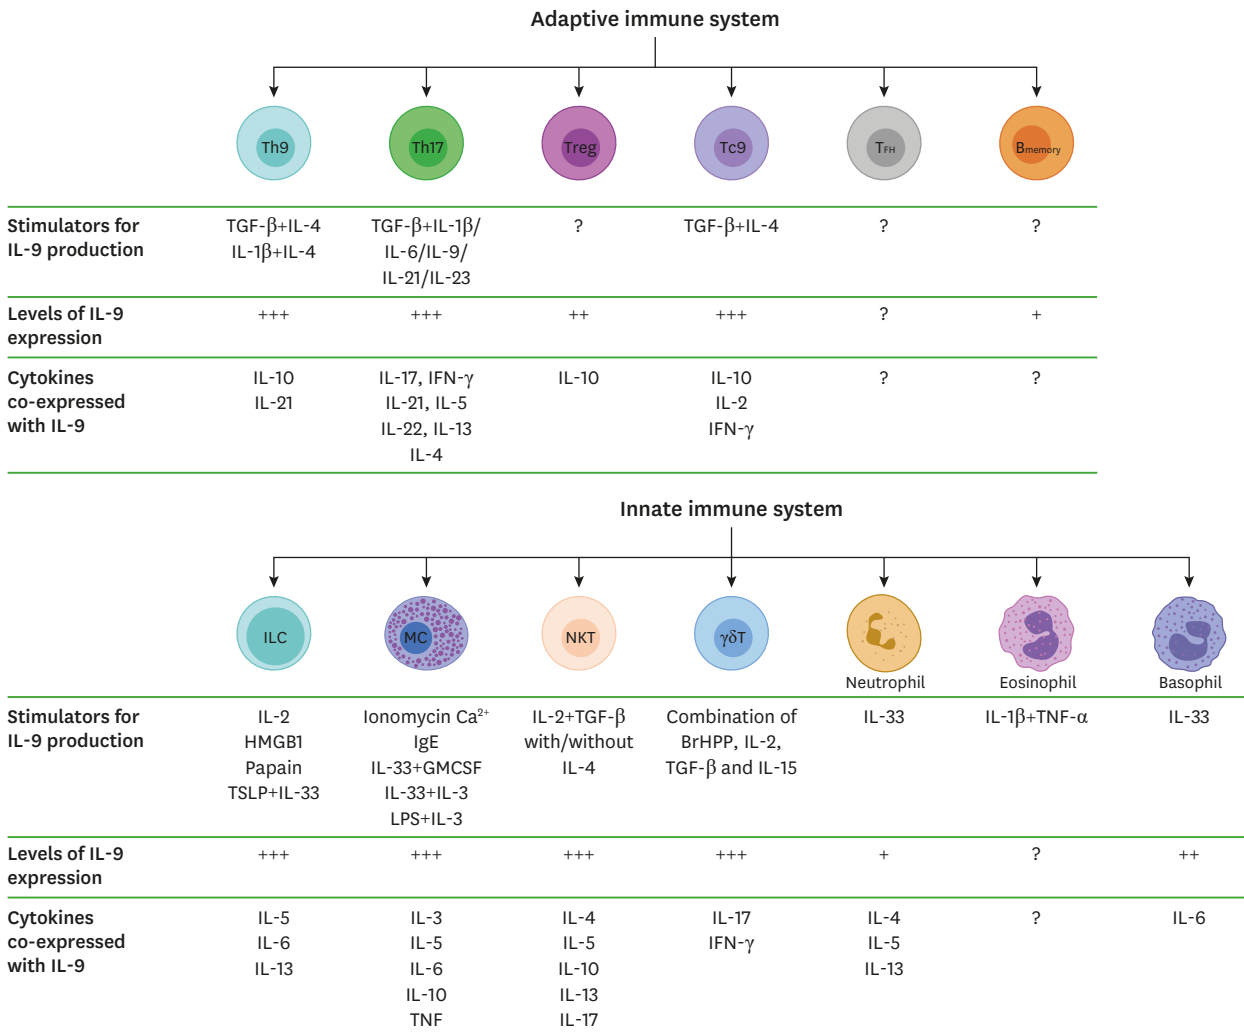 Adaptive immune system
Th9
Th17
Treg
Tc9
TFH
Bmemory
Stimulators for
IL-9 production
TGF-β+IL-4
IL-1β+IL-4
TGF-β+IL-1β/
IL-6/IL-9/
IL-21/IL-23
?
TGF-β+IL-4
?
?
Levels of IL-9
expression
+++
+++
++
+++
?
+
Cytokines
co-expressed
with IL-9
IL-10
IL-21
IL-17, IFN-γ
IL-21, IL-5
IL-22, IL-13
IL-4
IL-10
IL-10
IL-2
IFN-γ
?
?
Innate immune system
ILC
MC
NKT
γδT
Neutrophil
Eosinophil
Basophil
Stimulators for
IL-9 production
IL-2
HMGB1
Papain
TSLP+IL-33
Ionomycin Ca²⁺
IgE
IL-33+GMCSF
IL-33+IL-3
LPS+IL-3
IL-2+TGF-β
with/without
IL-4
Combination of
BrHPP, IL-2,
TGF-β and IL-15
IL-33
IL-1β+TNF-α
IL-33
Levels of IL-9
expression
+++
+++
+++
+++
+
?
++
Cytokines
co-expressed
with IL-9
IL-5
IL-6
IL-13
IL-3
IL-5
IL-6
IL-10
TNF
IL-4
IL-5
IL-10
IL-13
IL-17
IL-17
IFN-γ
IL-4
IL-5
IL-13
?
IL-6